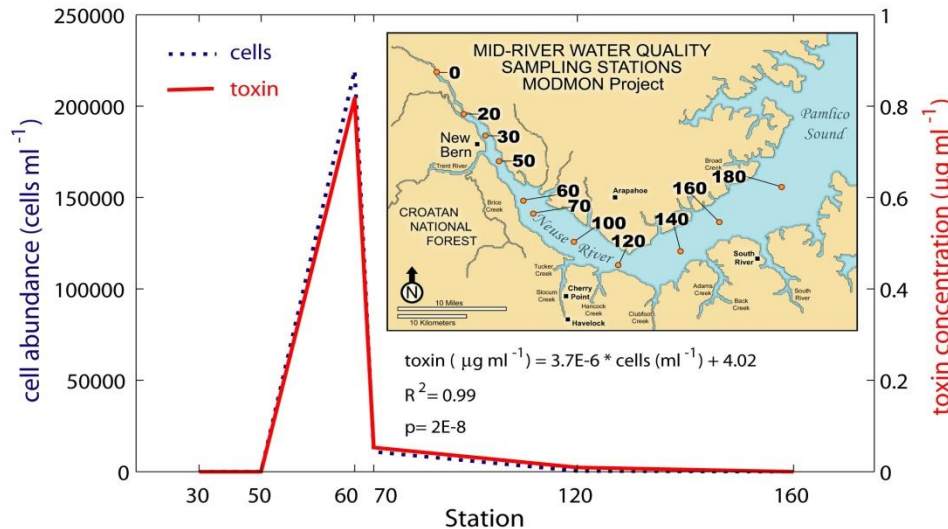 250000
200000
150000
100000
50000
0
cell abundance (cells ml -1)
cells
toxin
1
0.8
0.6
0.4
0.2
0
toxin concentration (µg ml -1)
MID-RIVER WATER QUALITY
SAMPLING STATIONS
MODMON Project
0
20
30
50
60
70
100
120
140
160
180
New
Bern
Trent River
Brice
Creek
CROATAN
NATIONAL
FOREST
Neuse
River
Arapahoe
Broad
Creek
Pamlico
Sound
Tucker
Creek
Slocum
Creek
Cherry
Point
Hancock
Creek
Havelock
Clubfoot
Creek
Adams
Creek
Back
Creek
South
River
South
River
N
10 Miles
10 Kilometers
toxin ( µg ml -1) = 3.7E-6 * cells (ml -1) + 4.02
R 2 = 0.99
p= 2E-8
30 50 60 70 120 160
Station